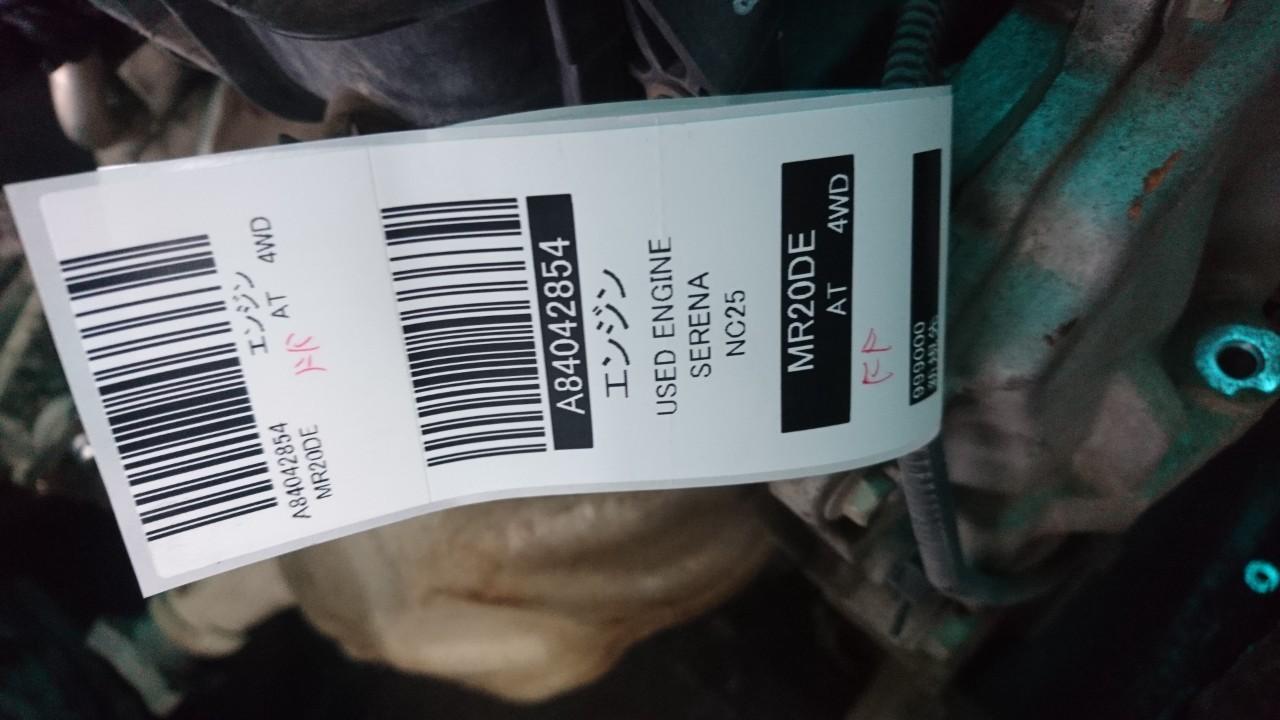 A84042854
エンジン
USED ENGINE
SERENA
NC25
MR20DE
AT 4WD
999000
エンジン
AT 4WD
A84042854
MR20DE